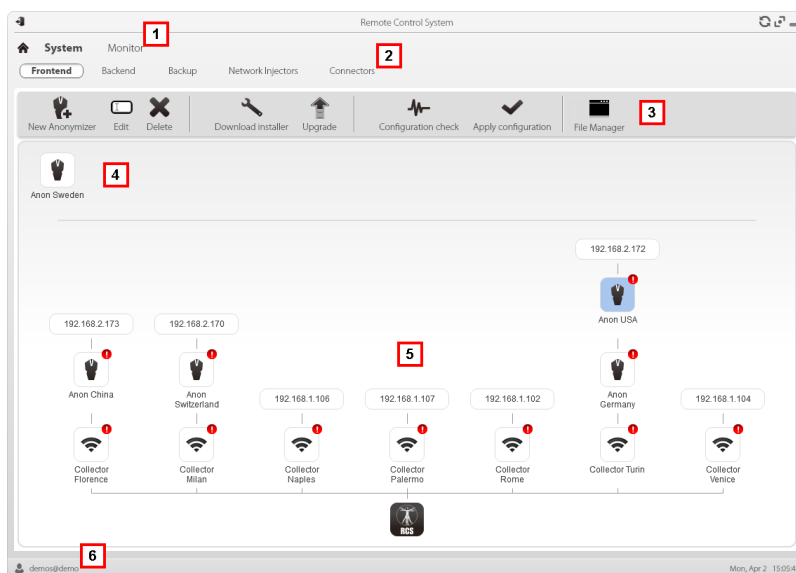 Remote Control System
1
System Monitor
2
Frontend Backend Backup Network Injectors Connectors
3
New Anonymizer Edit Delete Download installer Upgrade Configuration check Apply configuration File Manager
4
Anon Sweden
192.168.2.172
Anon USA
192.168.2.173 192.168.2.170
5
Anon China
Anon
Switzerland
Anon
Germany
192.168.1.106 192.168.1.107 192.168.1.102 192.168.1.104
Collector
Florence
Collector
Milan
Collector
Naples
Collector
Palermo
Collector
Rome
Collector Turin
Collector
Venice
RCS
6
demos@demo
Mon, Apr 2 15:05:4